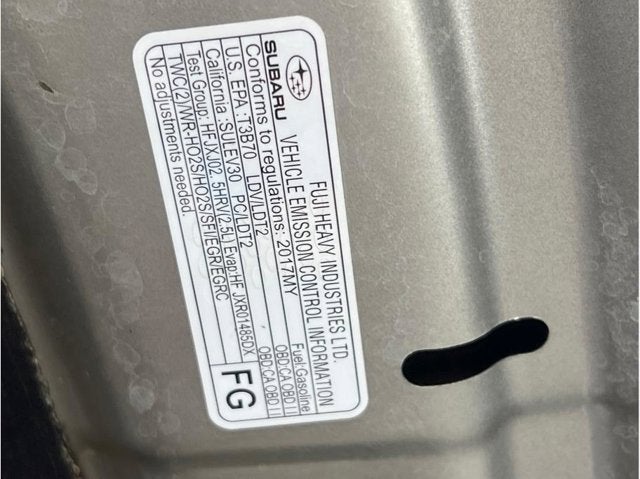 FUJI HEAVY INDUSTRIES LTD.
SUBARU VEHICLE EMISSION CONTROL INFORMATION
Conforms to regulations: 2017MY Fuel:Gasoline
U.S. EPA :T3B70 LDV/LDT2 OBD:CA OBD II
California :SULEV30 PC/LDT2 OBD:CA OBD II
Test Group: HFJXJ02.5HRV(2.5L) Evap:HFJXR01485DX
TWC(2)/WR-HO2S/HO2S/SFI/EGR/EGRC
No adjustments needed.
FG